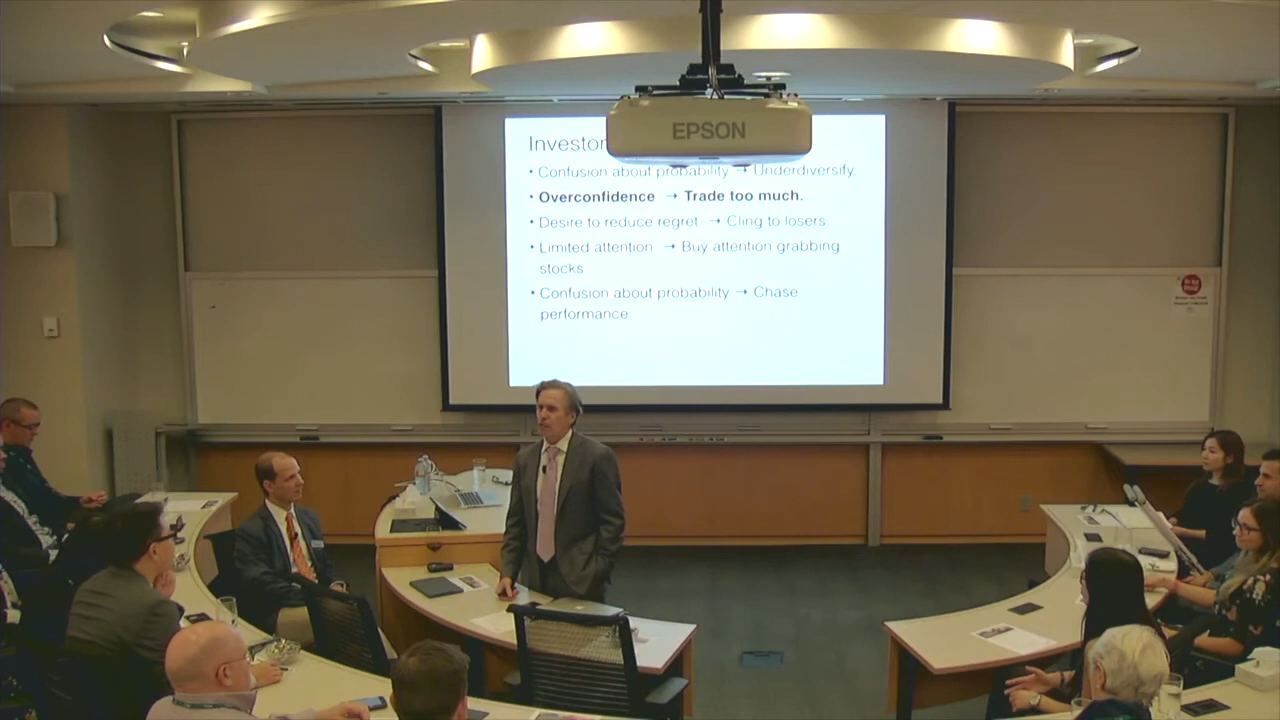 EPSON
Investor
• Confusion about probability → Underdiversify.
• Overconfidence → Trade too much.
• Desire to reduce regret → Cling to losers.
• Limited attention → Buy attention grabbing
stocks
• Confusion about probability → Chase
performance